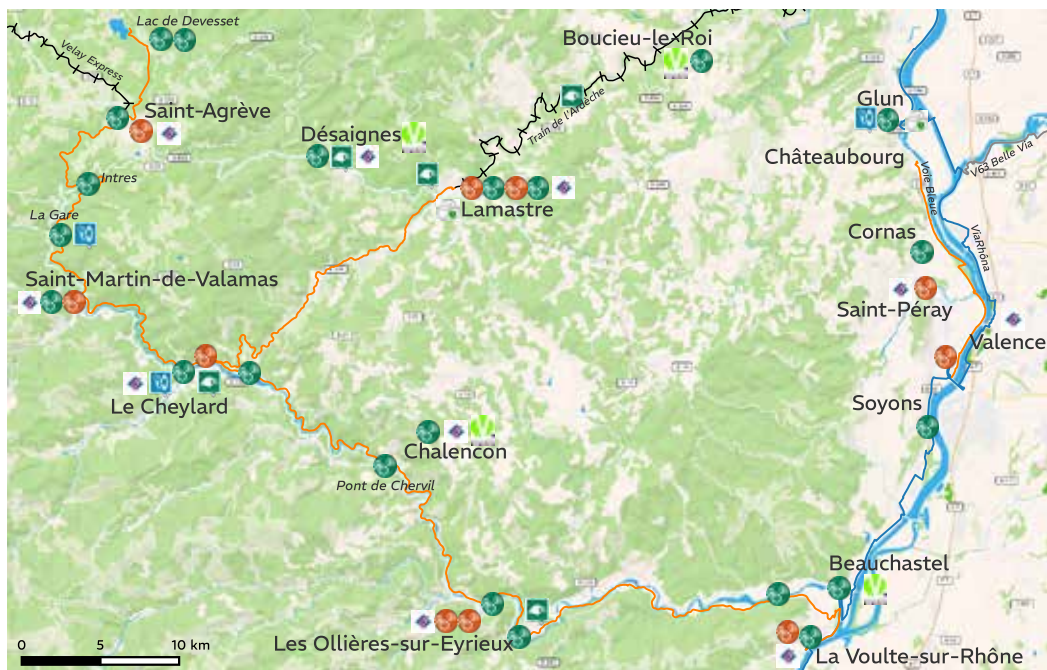 Lac de Devesset
Velay Express
Boucieu-le-Roi
Saint-Agrève
Glun
Désaignes
Train de l'Ardèche
Châteaubourg
V63 Belle Via
Intres
Voie Bleue
La Gare
Lamastre
Cornas
ViaRhôna
Saint-Martin-de-Valamas
Saint-Péray
Valence
Le Cheylard
Soyons
Chalencon
Pont de Chervil
Beauchastel
Les Ollières-sur-Eyrieux
La Voulte-sur-Rhône
0 5 10 km